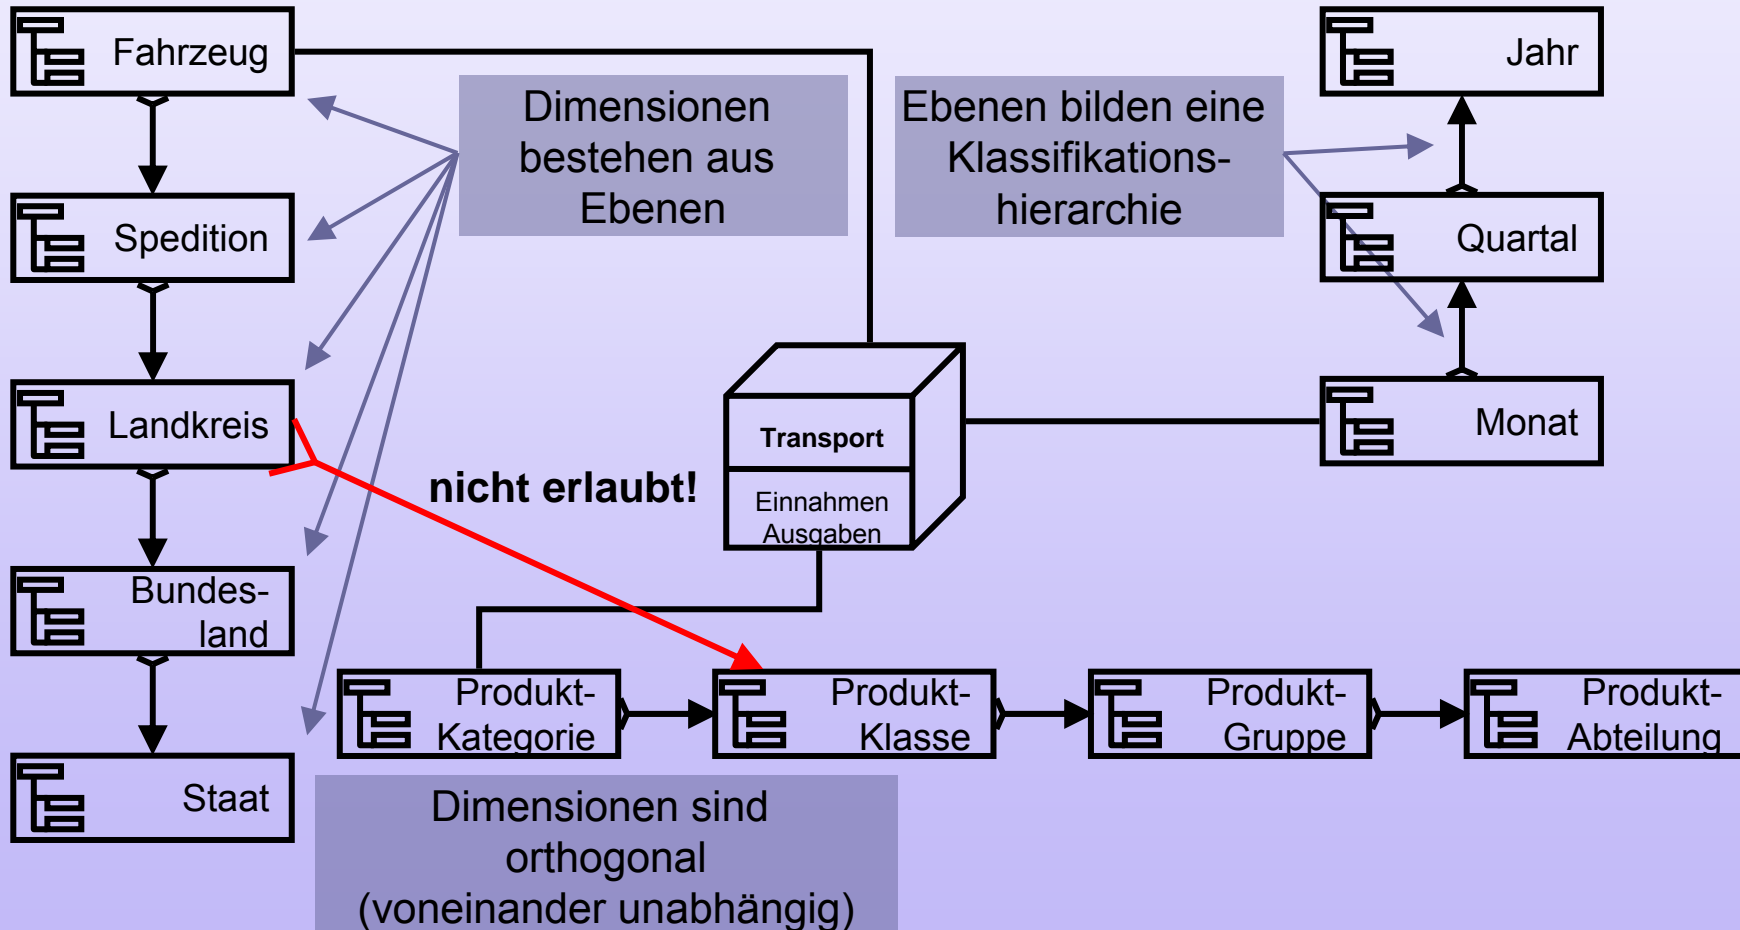 Fahrzeug
Spedition
Landkreis
Bundes-
land
Staat
Dimensionen
bestehen aus
Ebenen
Ebenen bilden eine
Klassifikations-
hierarchie
Jahr
Quartal
Monat
Transport
Einnahmen
Ausgaben
nicht erlaubt!
Produkt-
Kategorie
Produkt-
Klasse
Produkt-
Gruppe
Produkt-
Abteilung
Dimensionen sind
orthogonal
(voneinander unabhängig)